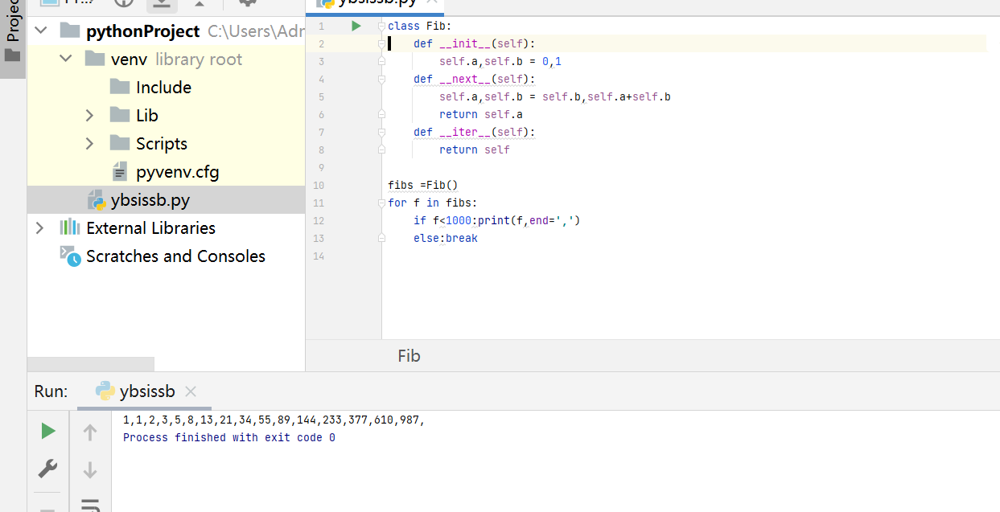 Projec
ybsissb.py
pythonProject C:\Users\Adr
venv library root
Include
Lib
Scripts
pyvenv.cfg
ybsissb.py
External Libraries
Scratches and Consoles
1 class Fib:
2     def __init__(self):
3         self.a,self.b = 0,1
4     def __next__(self):
5         self.a,self.b = self.b,self.a+self.b
6         return self.a
7     def __iter__(self):
8         return self
9
10 fibs =Fib()
11 for f in fibs:
12     if f<1000:print(f,end=',')
13     else:break
14
Fib
Run: ybsissb
1,1,2,3,5,8,13,21,34,55,89,144,233,377,610,987,
Process finished with exit code 0